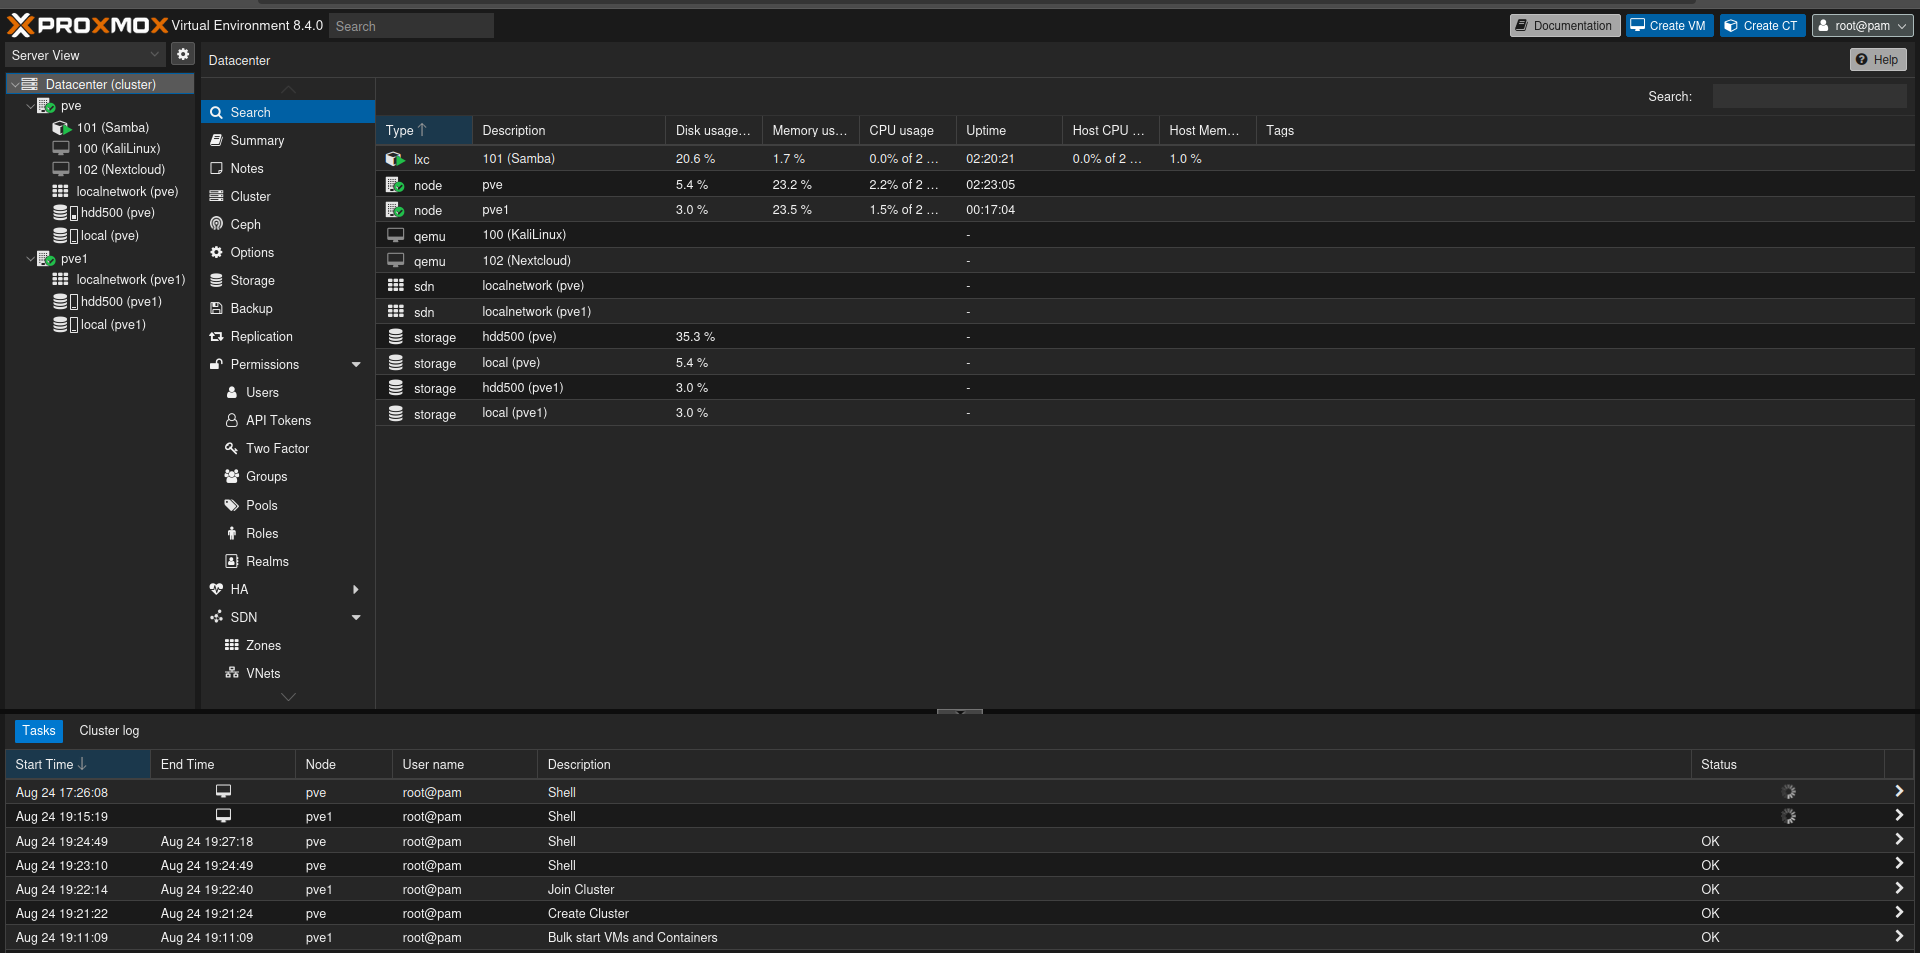 PROXMOX Virtual Environment 8.4.0 Search Documentation Create VM Create CT root@pam
Server View
Datacenter Help
Datacenter (cluster)
pve
101 (Samba)
100 (KaliLinux)
102 (Nextcloud)
localnetwork (pve)
hdd500 (pve)
local (pve)
pve1
localnetwork (pve1)
hdd500 (pve1)
local (pve1)
Search
Summary
Notes
Cluster
Ceph
Options
Storage
Backup
Replication
Permissions
Users
API Tokens
Two Factor
Groups
Pools
Roles
Realms
HA
SDN
Zones
VNets
Search:
Type Description Disk usage... Memory us... CPU usage Uptime Host CPU ... Host Mem... Tags
lxc 101 (Samba) 20.6 % 1.7 % 0.0% of 2 ... 02:20:21 0.0% of 2 ... 1.0 %
node pve 5.4 % 23.2 % 2.2% of 2 ... 02:23:05
node pve1 3.0 % 23.5 % 1.5% of 2 ... 00:17:04
qemu 100 (KaliLinux) -
qemu 102 (Nextcloud) -
sdn localnetwork (pve) -
sdn localnetwork (pve1) -
storage hdd500 (pve) 35.3 % -
storage local (pve) 5.4 % -
storage hdd500 (pve1) 3.0 % -
storage local (pve1) 3.0 % -
Tasks Cluster log
Start Time End Time Node User name Description Status
Aug 24 17:26:08 pve root@pam Shell
Aug 24 19:15:19 pve1 root@pam Shell
Aug 24 19:24:49 Aug 24 19:27:18 pve root@pam Shell OK
Aug 24 19:23:10 Aug 24 19:24:49 pve root@pam Shell OK
Aug 24 19:22:14 Aug 24 19:22:40 pve1 root@pam Join Cluster OK
Aug 24 19:21:22 Aug 24 19:21:24 pve root@pam Create Cluster OK
Aug 24 19:11:09 Aug 24 19:11:09 pve1 root@pam Bulk start VMs and Containers OK